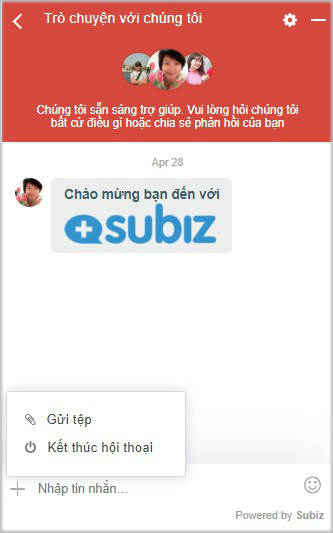 Trò chuyện với chúng tôi
Chúng tôi sẵn sàng trợ giúp. Vui lòng hỏi chúng tôi
bất cứ điều gì hoặc chia sẻ phản hồi của bạn
Apr 28
Chào mừng bạn đến với
subiz
Gửi tệp
Kết thúc hội thoại
Nhập tin nhắn...
Powered by Subiz